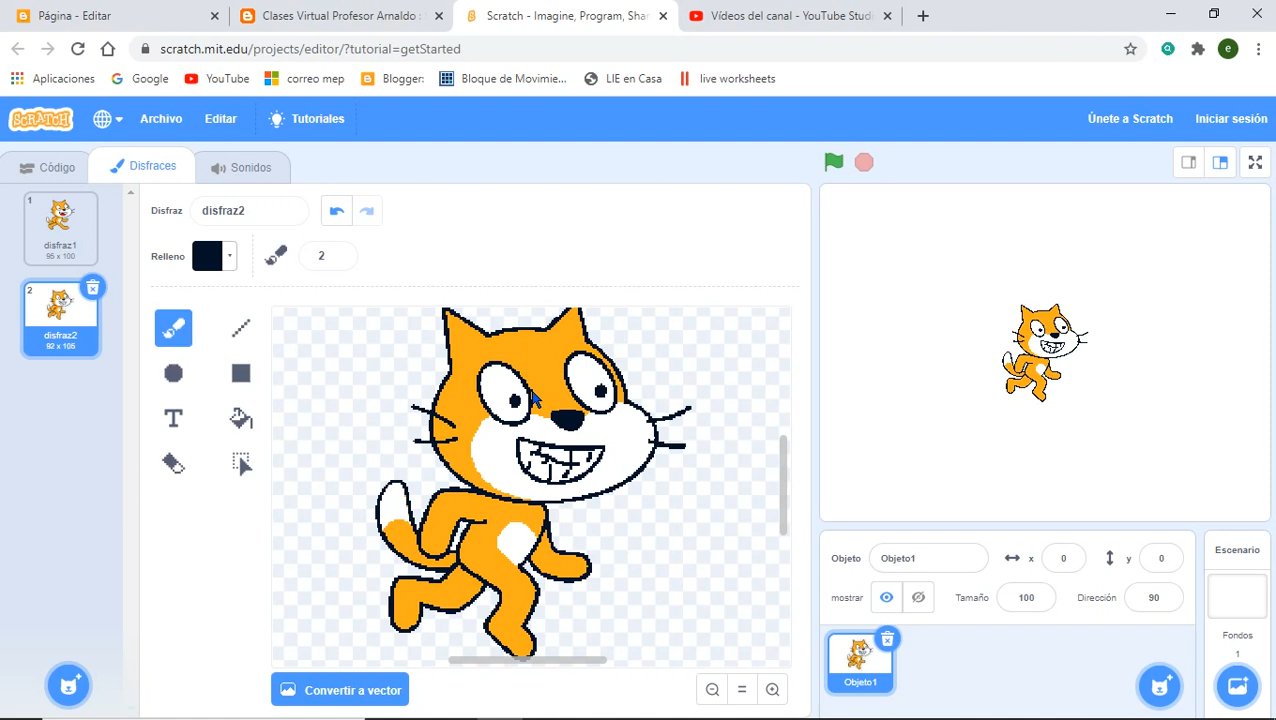 Página - Editar
Clases Virtual Profesor Arnaldo :
Scratch - Imagine, Program, Shar
Vídeos del canal - YouTube Studi
scratch.mit.edu/projects/editor/?tutorial=getStarted
e
Aplicaciones
Google
YouTube
correo mep
Blogger:
Bloque de Movimie...
LIE en Casa
live worksheets
SCRATCH
Archivo
Editar
Tutoriales
Únete a Scratch
Iniciar sesión
Código
Disfraces
Sonidos
1
disfraz1
95 x 100
2
disfraz2
92 x 105
Disfraz
disfraz2
Relleno
2
T
Convertir a vector
Objeto
Objeto1
x
0
y
0
mostrar
Tamaño
100
Dirección
90
Objeto1
Escenario
Fondos
1